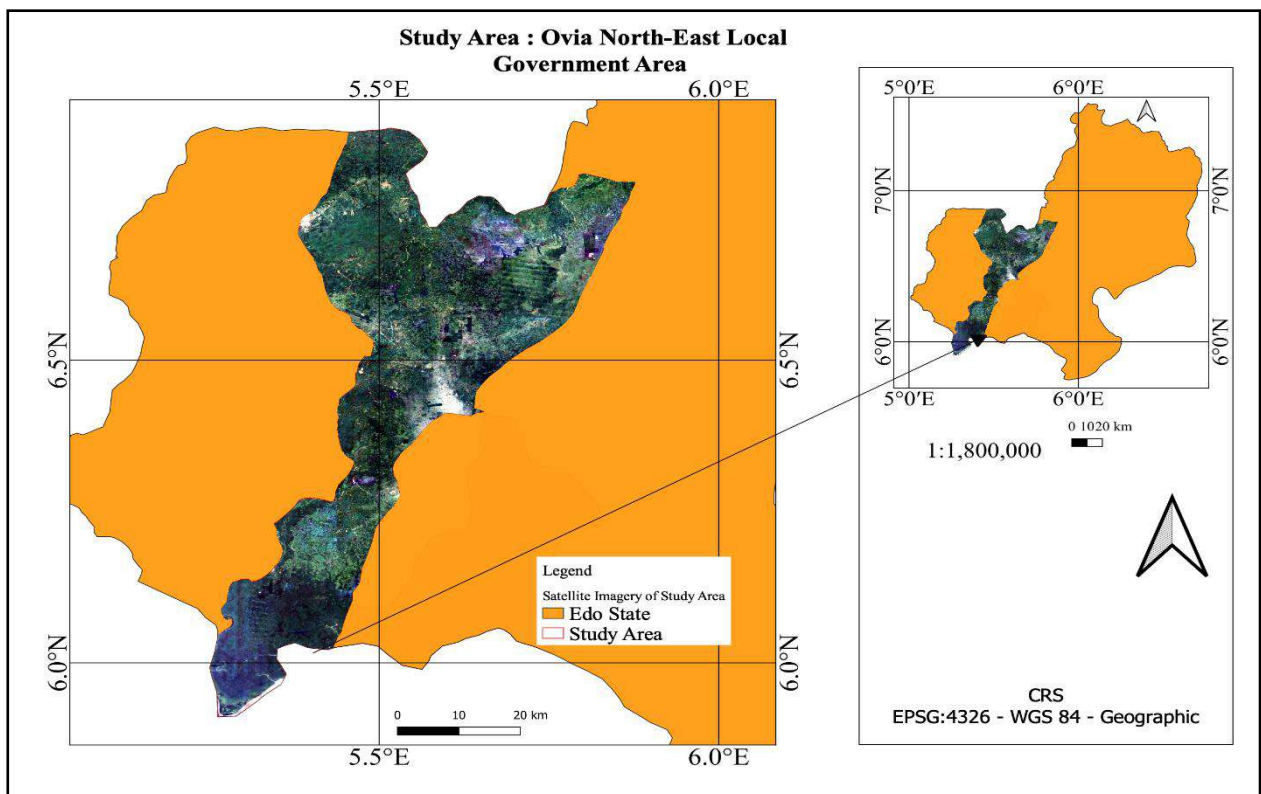 Study Area : Ovia North-East Local
Government Area
5.5°E
6.0°E
6.5°N
6.5°N
6.0°N
6.0°N
Legend
Satellite Imagery of Study Area
Edo State
Study Area
0 10 20 km
5.5°E
6.0°E
5°0'E
6°0'E
7°0'N
7°0'N
6°0'N
6°0'N
5°0'E
6°0'E
0 1020 km
1:1,800,000
CRS
EPSG:4326 - WGS 84 - Geographic